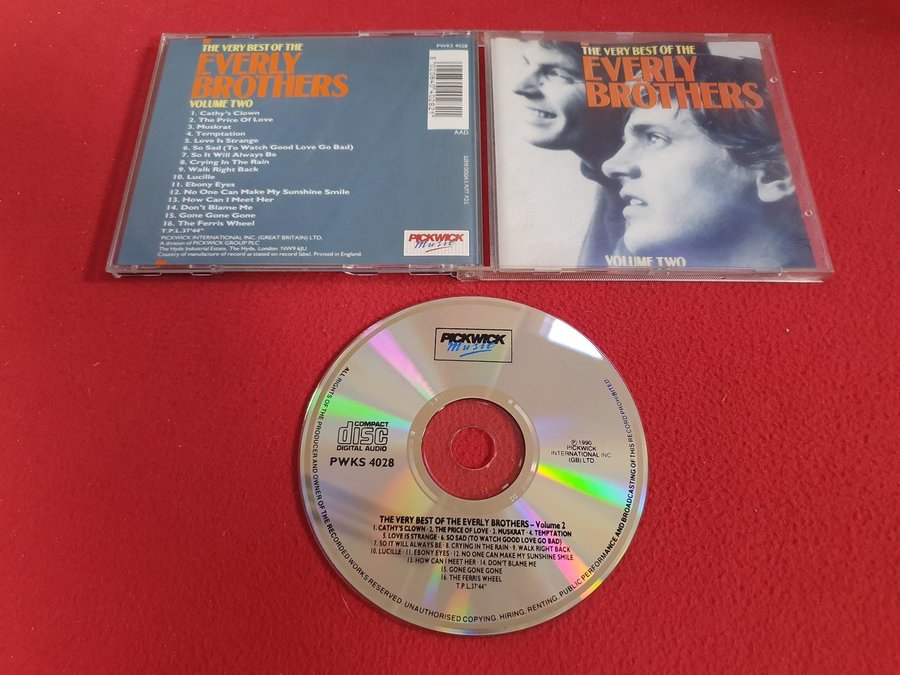 THE VERY BEST OF THE
EVERLY
BROTHERS
VOLUME TWO
1. Cathy's Clown
2. The Price Of Love
3. Muskrat
4. Temptation
5. Love Is Strange
6. So Sad (To Watch Good Love Go Bad)
7. So It Will Always Be
8. Crying In The Rain
9. Walk Right Back
10. Lucille
11. Ebony Eyes
12. No One Can Make My Sunshine Smile
13. How Can I Meet Her
14. Don't Blame Me
15. Gone Gone Gone
16. The Ferris Wheel
T.P.L.37'44"
PICKWICK INTERNATIONAL INC. (GREAT BRITAIN) LTD.
A division of PICKWICK GROUP PLC
The Hyde Industrial Estate, The Hyde, London. NW9 6JU.
Country of manufacture of record as stated on record label. Printed in England.
PWKS 4028
AAD
PICKWICK
Music
THE VERY BEST OF THE
EVERLY
BROTHERS
VOLUME TWO
PICKWICK
Music
COMPACT
disc
DIGITAL AUDIO
PWKS 4028
℗ 1990
PICKWICK
INTERNATIONAL INC.
(GB) LTD
THE VERY BEST OF THE EVERLY BROTHERS – Volume 2
1. CATHY'S CLOWN · 2. THE PRICE OF LOVE · 3. MUSKRAT · 4. TEMPTATION
5. LOVE IS STRANGE · 6. SO SAD (TO WATCH GOOD LOVE GO BAD)
7. SO IT WILL ALWAYS BE · 8. CRYING IN THE RAIN · 9. WALK RIGHT BACK
10. LUCILLE · 11. EBONY EYES · 12. NO ONE CAN MAKE MY SUNSHINE SMILE
13. HOW CAN I MEET HER · 14. DON'T BLAME ME
15. GONE GONE GONE
16. THE FERRIS WHEEL
T.P.L.37'44"
ALL RIGHTS OF THE PRODUCER AND OWNER OF THE RECORDED WORKS RESERVED. UNAUTHORISED COPYING, HIRING, RENTING, PUBLIC PERFORMANCE AND BROADCASTING OF THIS RECORD PROHIBITED